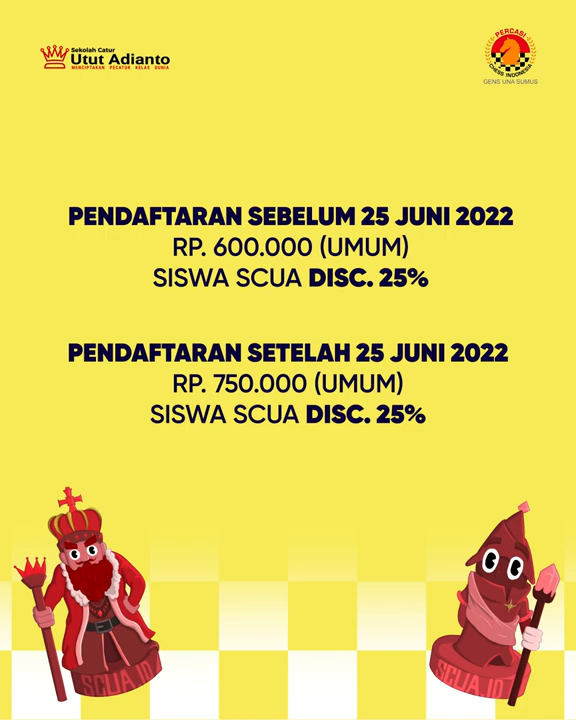 Sekolah Catur
Utut Adianto
MENCIPTAKAN PECATUR KELAS DUNIA
PERCASI
CHESS INDONESIA
GENS UNA SUMUS
PENDAFTARAN SEBELUM 25 JUNI 2022
RP. 600.000 (UMUM)
SISWA SCUA DISC. 25%
PENDAFTARAN SETELAH 25 JUNI 2022
RP. 750.000 (UMUM)
SISWA SCUA DISC. 25%
SCUA.ID
SCUA.ID